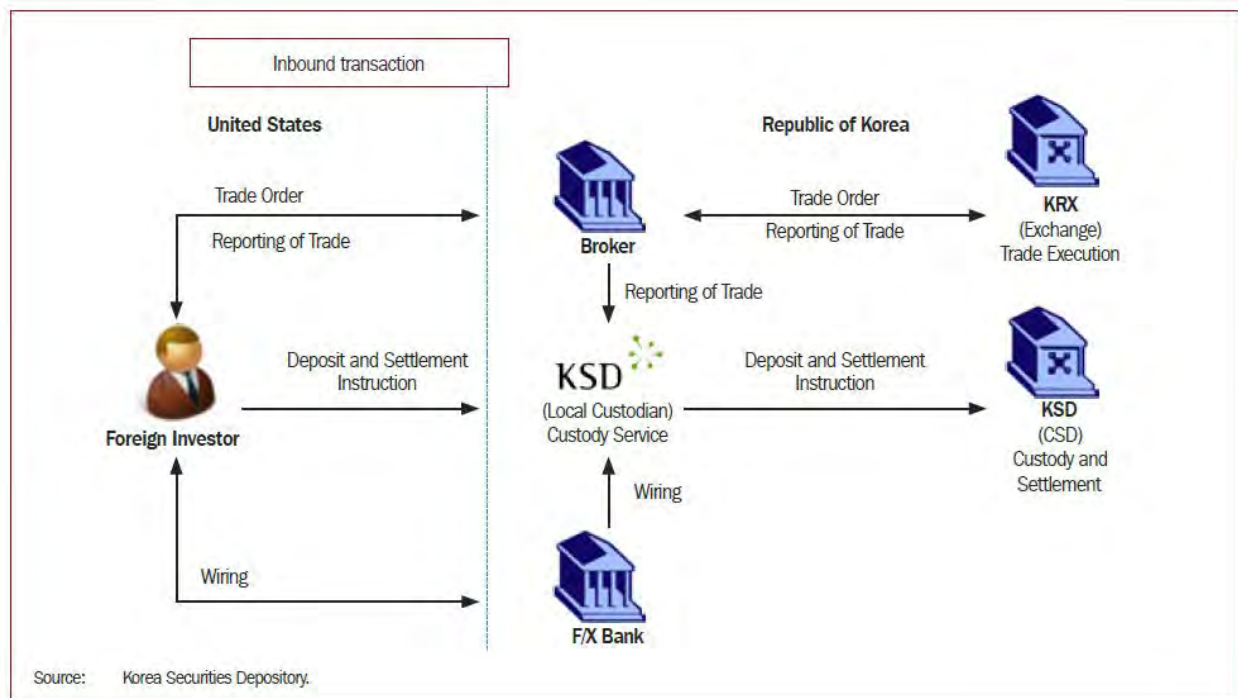 Inbound transaction
United States
Republic of Korea
Trade Order
Reporting of Trade
Broker
Trade Order
Reporting of Trade
KRX
(Exchange)
Trade Execution
Reporting of Trade
Foreign Investor
Deposit and Settlement
Instruction
KSD
(Local Custodian)
Custody Service
Deposit and Settlement
Instruction
KSD
(CSD)
Custody and
Settlement
Wiring
Wiring
F/X Bank
Source: Korea Securities Depository.